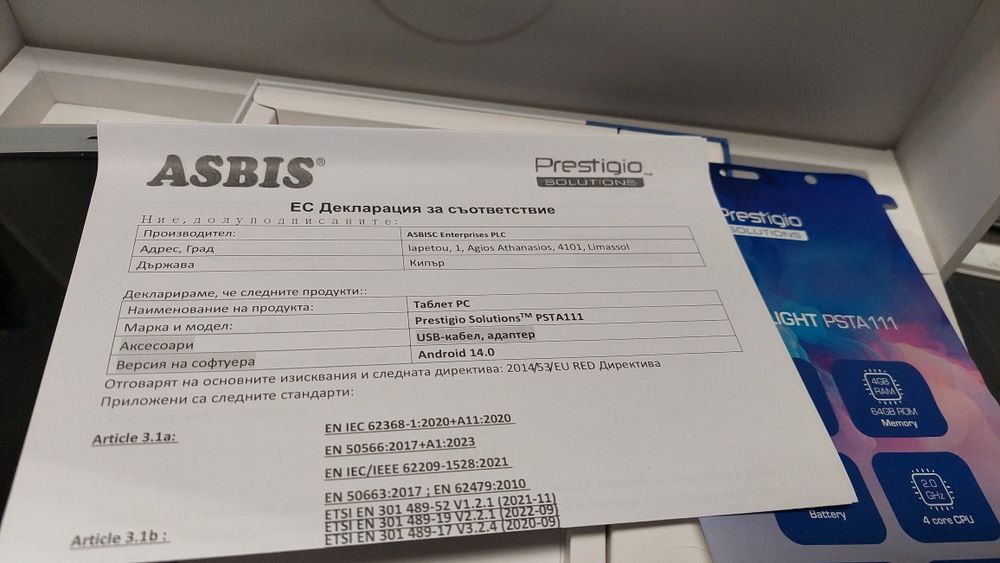 ASBIS®
Prestigio™
SOLUTIONS
ЕС Декларация за съответствие
Ние, долуподписаните:
Производител: ASBISC Enterprises PLC
Адрес, Град Iapetou, 1, Agios Athanasios, 4101, Limassol
Държава Кипър
Декларираме, че следните продукти::
Наименование на продукта: Таблет PC
Марка и модел: Prestigio Solutions™ PSTA111
Аксесоари USB-кабел, адаптер
Версия на софтуера Android 14.0
Отговарят на основните изисквания и следната директива: 2014/53/EU RED Директива
Приложени са следните стандарти:
Article 3.1a: EN IEC 62368-1:2020+A11:2020
EN 50566:2017+A1:2023
EN IEC/IEEE 62209-1528:2021
EN 50663:2017 ; EN 62479:2010
ETSI EN 301 489-52 V1.2.1 (2021-11)
ETSI EN 301 489-19 V2.2.1 (2022-09)
Article 3.1b : ETSI EN 301 489-17 V3.2.4 (2020-09)
Prestigio
SOLUTIONS
IGHT PSTA111
4GB
RAM
64GB ROM
Memory
Battery
2.0
GHz
4 core CPU